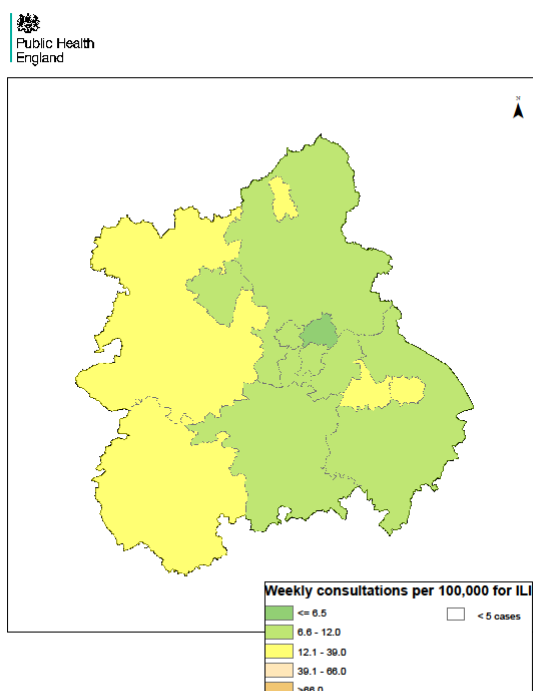 Public Health
England
N
Weekly consultations per 100,000 for ILI
<= 6.5
< 5 cases
6.6 - 12.0
12.1 - 39.0
39.1 - 66.0
>66.0